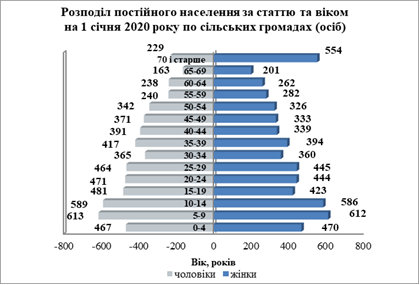 Розподіл постійного населення за статтю та віком
на 1 січня 2020 року по сільських громадах (осіб)
229 70 і старше 554
163 65-69 201
238 60-64 262
240 55-59 282
342 50-54 326
371 45-49 333
391 40-44 339
417 35-39 394
365 30-34 360
464 25-29 445
471 20-24 444
481 15-19 423
589 10-14 586
613 5-9 612
467 0-4 470
-800 -600 -400 -200 0 200 400 600 800
Вік, років
чоловіки жінки